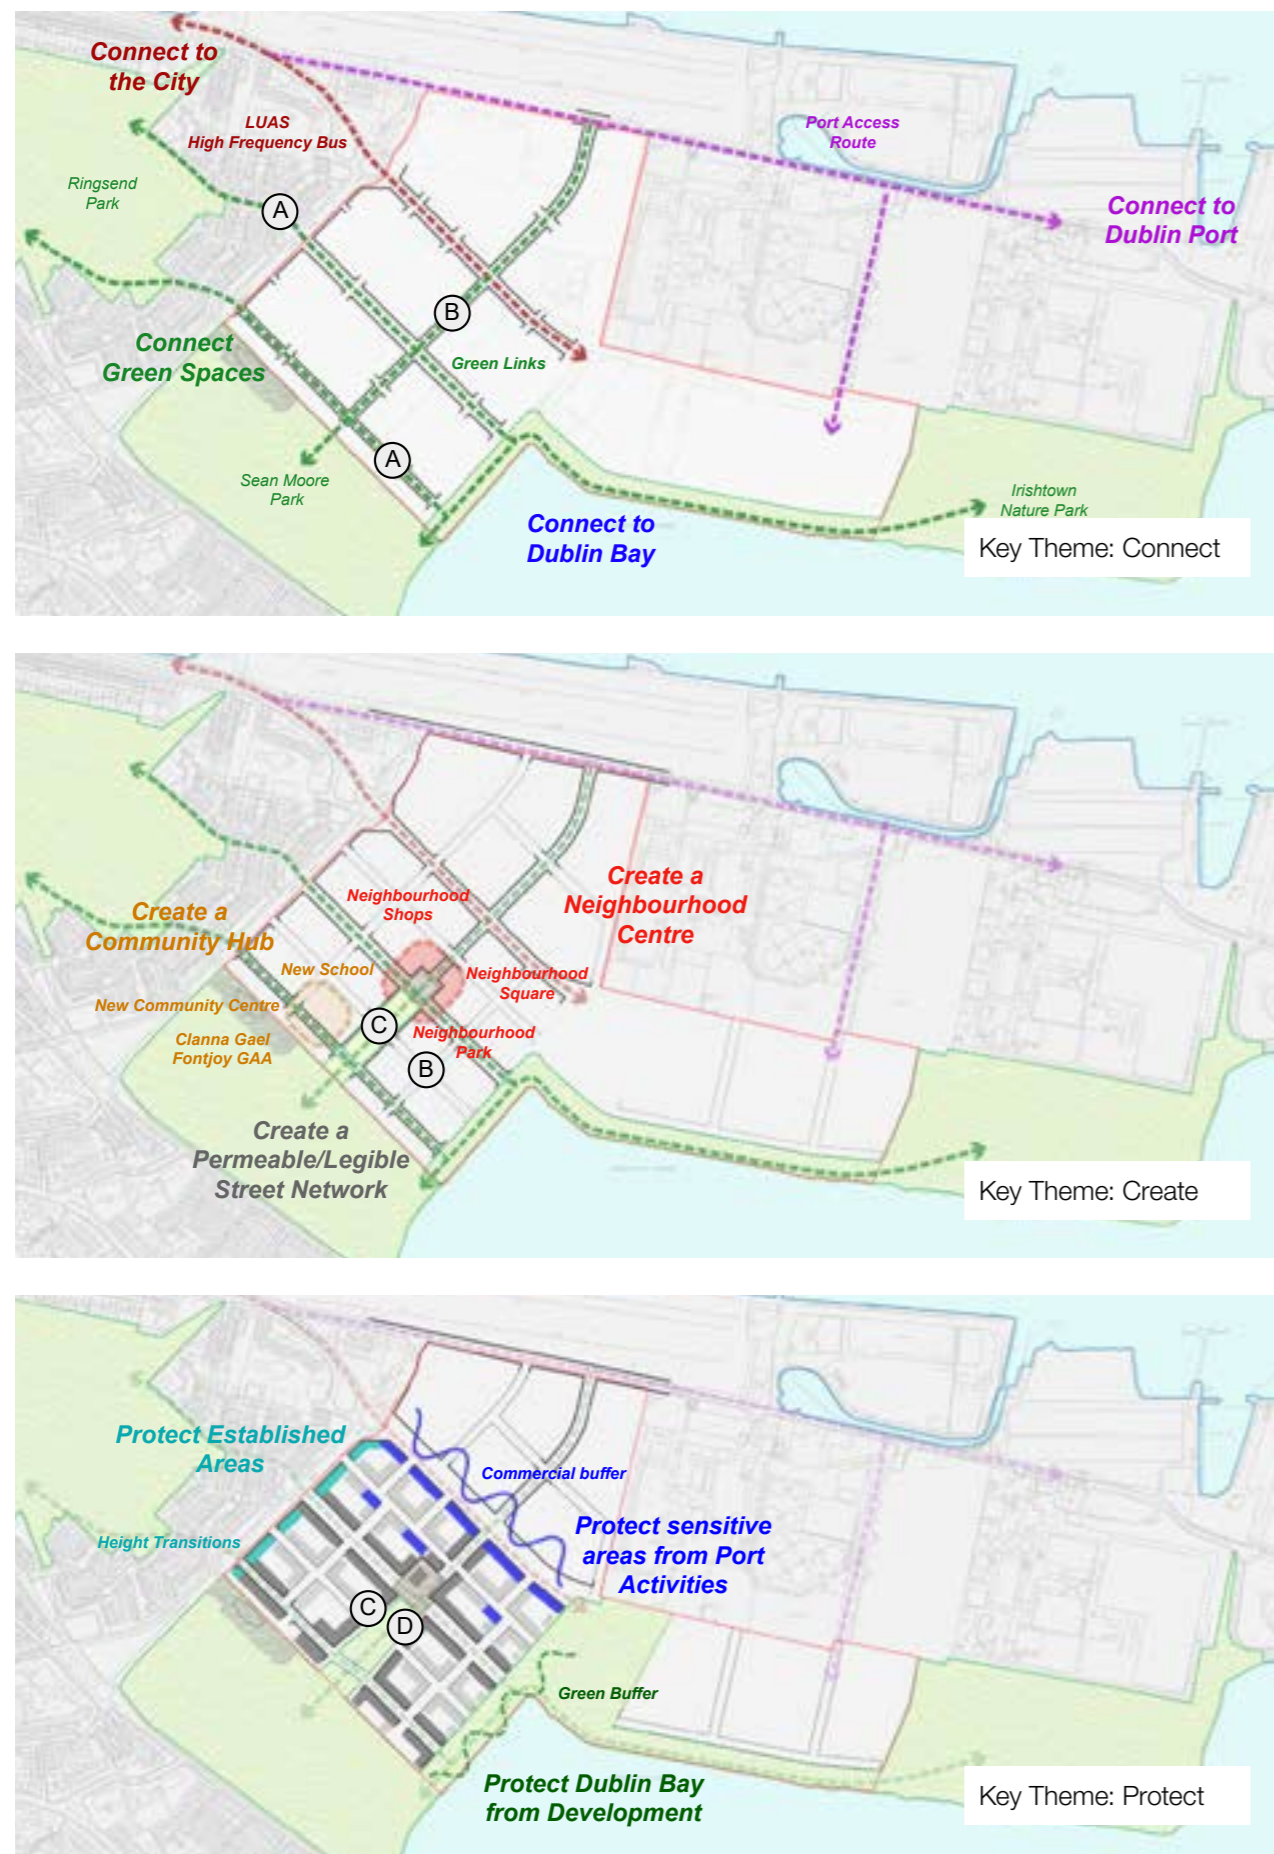 Connect to
the City
LUAS
High Frequency Bus
Port Access
Route
Ringsend
Park
A
Connect to
Dublin Port
B
Connect
Green Spaces
Green Links
A
Sean Moore
Park
Irishtown
Nature Park
Connect to
Dublin Bay
Key Theme: Connect
Create a
Neighbourhood
Centre
Neighbourhood
Shops
Create a
Community Hub
New School
Neighbourhood
Square
New Community Centre
C
Neighbourhood
Park
Clanna Gael
Fontjoy GAA
B
Create a
Permeable/Legible
Street Network
Key Theme: Create
Protect Established
Areas
Commercial buffer
Protect sensitive
areas from Port
Activities
Height Transitions
C
D
Green Buffer
Protect Dublin Bay
from Development
Key Theme: Protect